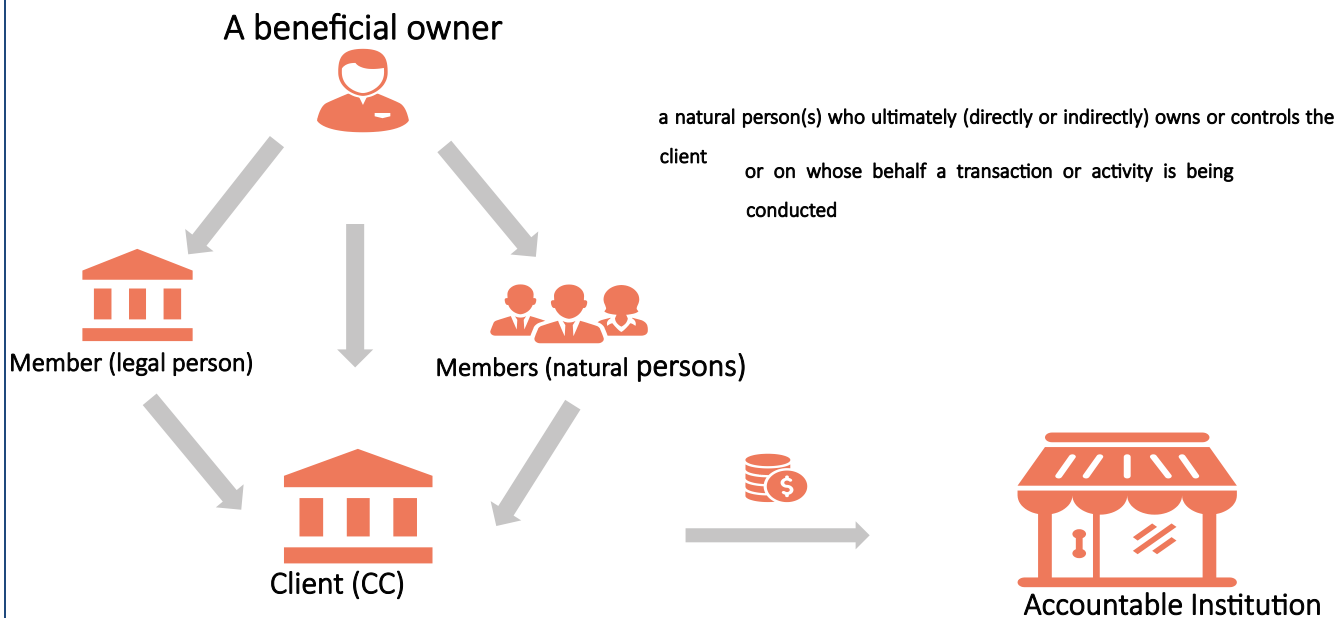 A beneficial owner
a natural person(s) who ultimately (directly or indirectly) owns or controls the
client
or on whose behalf a transaction or activity is being
conducted
Member (legal person)
Members (natural persons)
$
Client (CC)
Accountable Institution